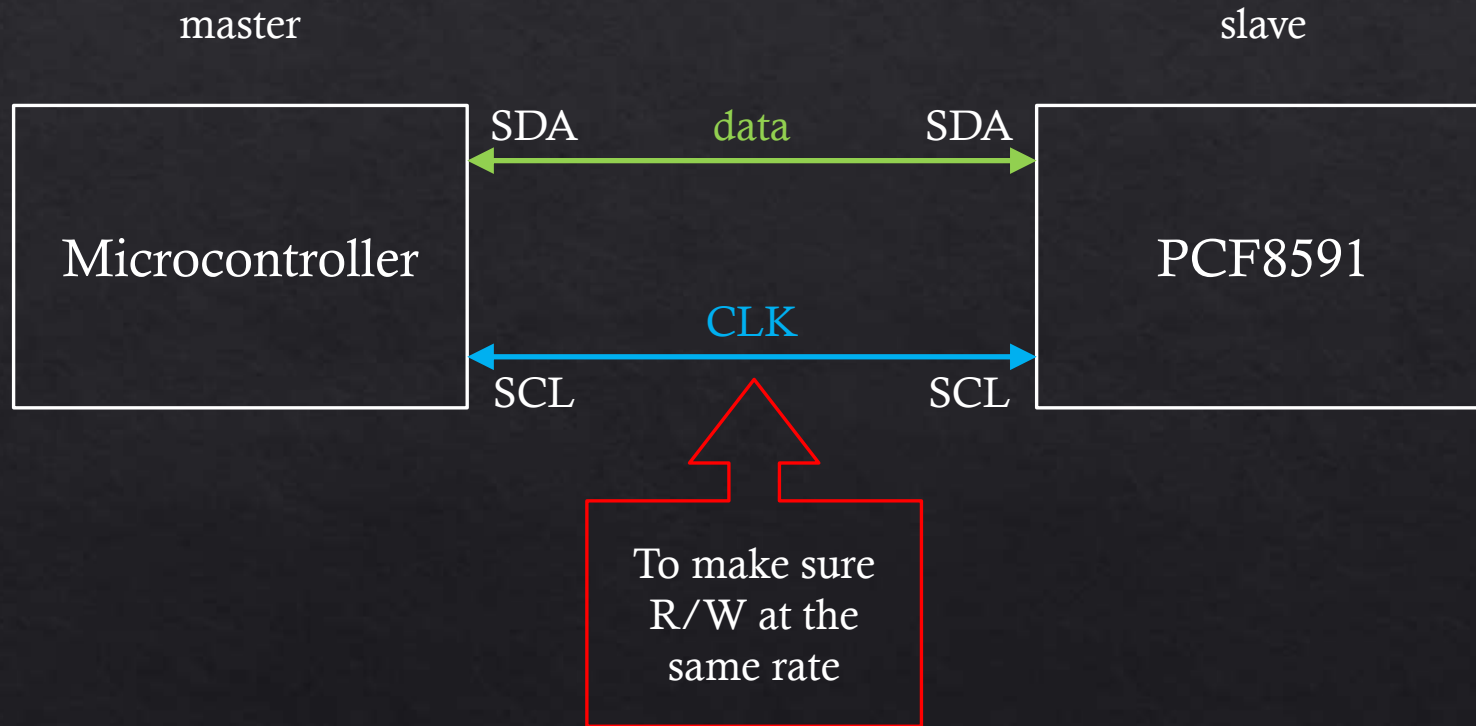 master
slave
SDA
data
SDA
Microcontroller
PCF8591
CLK
SCL
SCL
To make sure
R/W at the
same rate